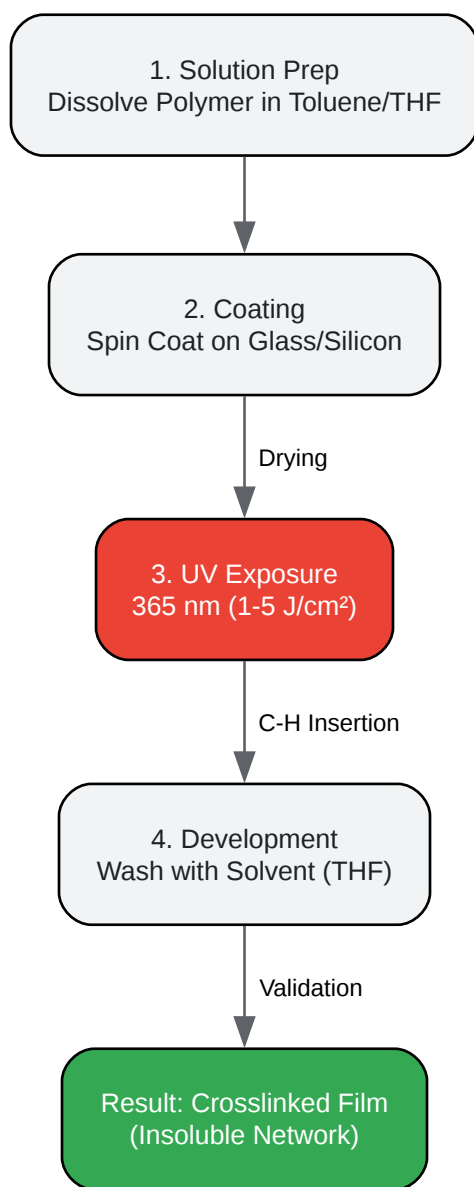 1. Solution Prep
Dissolve Polymer in Toluene/THF
2. Coating
Spin Coat on Glass/Silicon
Drying
3. UV Exposure
365 nm (1-5 J/cm²)
C-H Insertion
4. Development
Wash with Solvent (THF)
Validation
Result: Crosslinked Film
(Insoluble Network)